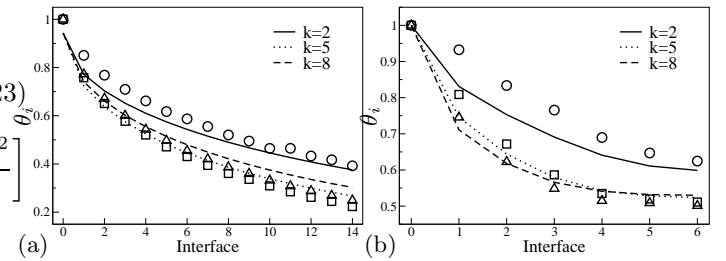 1
0.8
0.6
0.4
0.2
θi
0 2 4 6 8 10 12 14
Interface
(a)
k=2
k=5
k=8
23)
2
1
0.9
0.8
0.7
0.6
0.5
θi
0 1 2 3 4 5 6
Interface
(b)
k=2
k=5
k=8